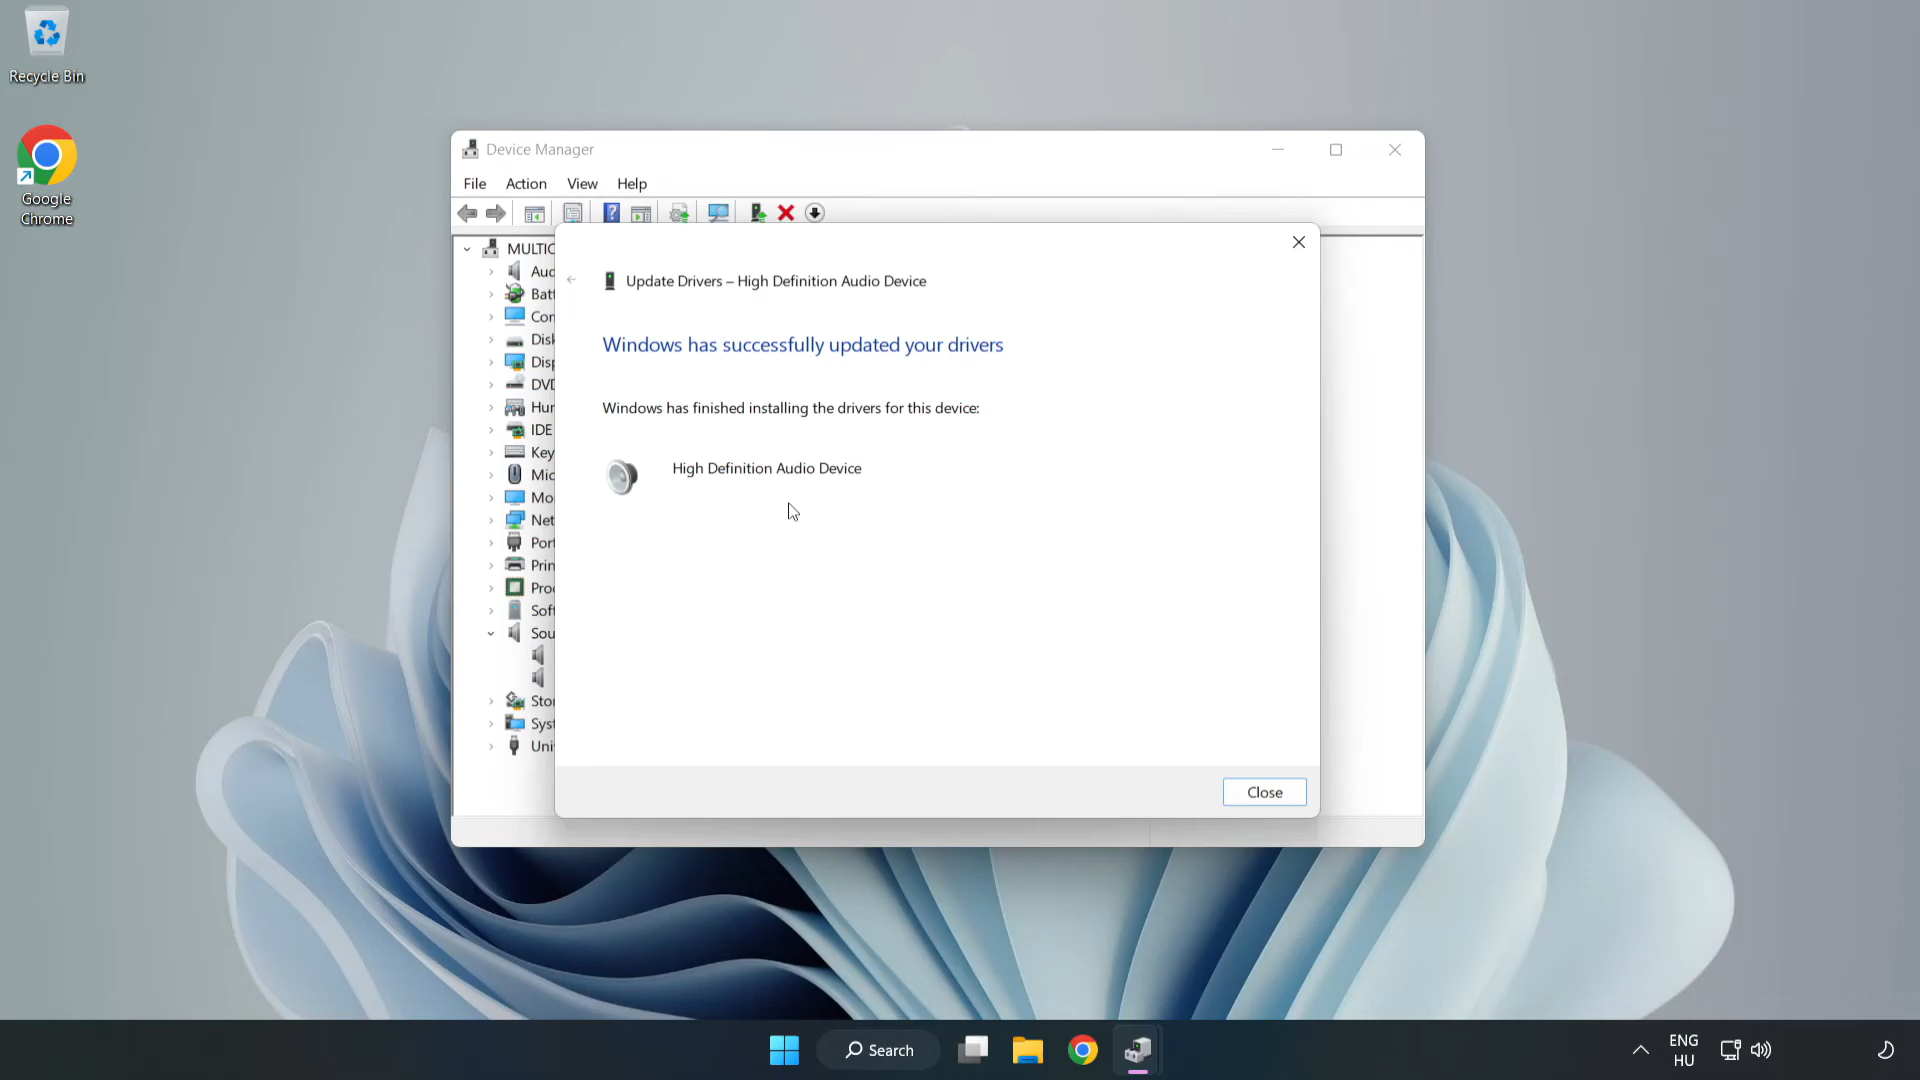 Recycle Bin
Google
Chrome
Device Manager
File Action View Help
Update Drivers – High Definition Audio Device
Windows has successfully updated your drivers
Windows has finished installing the drivers for this device:
High Definition Audio Device
Close
MULTIC
Aud
Batt
Con
Disk
Disp
DVD
Hur
IDE
Key
Mic
Mor
Net
Port
Prin
Proc
Soft
Sou
Stor
Syst
Uni
Search
ENG
HU